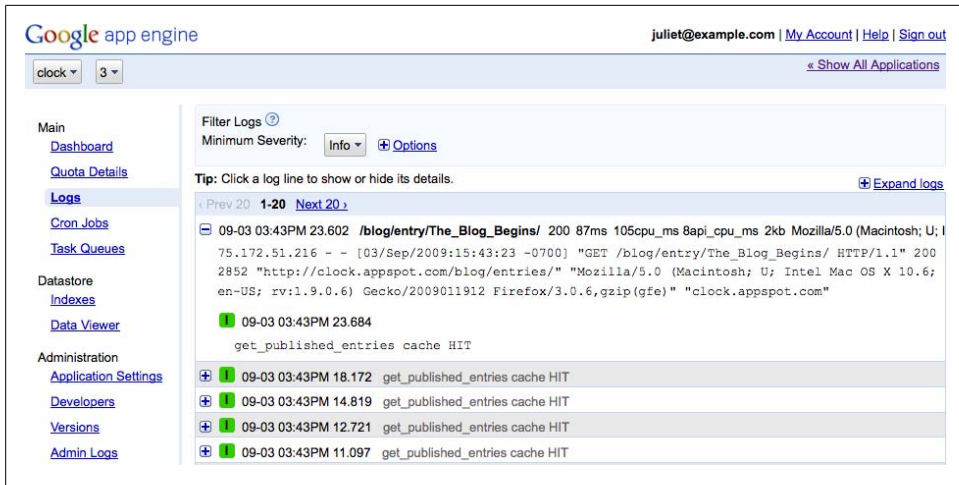 Google app engine
juliet@example.com | My Account | Help | Sign out
clock 3
« Show All Applications
Main
Dashboard
Quota Details
Logs
Cron Jobs
Task Queues
Datastore
Indexes
Data Viewer
Administration
Application Settings
Developers
Versions
Admin Logs
Filter Logs ?
Minimum Severity: Info + Options
Tip: Click a log line to show or hide its details.
+ Expand logs
‹ Prev 20 1-20 Next 20 ›
09-03 03:43PM 23.602 /blog/entry/The_Blog_Begins/ 200 87ms 105cpu_ms 8api_cpu_ms 2kb Mozilla/5.0 (Macintosh; U; I
75.172.51.216 - - [03/Sep/2009:15:43:23 -0700] "GET /blog/entry/The_Blog_Begins/ HTTP/1.1" 200
2852 "http://clock.appspot.com/blog/entries/" "Mozilla/5.0 (Macintosh; U; Intel Mac OS X 10.6;
en-US; rv:1.9.0.6) Gecko/2009011912 Firefox/3.0.6,gzip(gfe)" "clock.appspot.com"
I 09-03 03:43PM 23.684
get_published_entries cache HIT
I 09-03 03:43PM 18.172 get_published_entries cache HIT
I 09-03 03:43PM 14.819 get_published_entries cache HIT
I 09-03 03:43PM 12.721 get_published_entries cache HIT
I 09-03 03:43PM 11.097 get_published_entries cache HIT